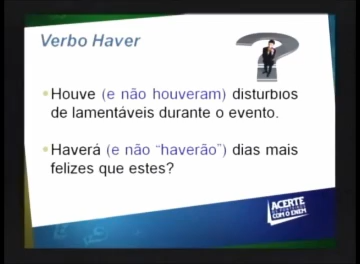 Verbo Haver
Houve (e não houveram) disturbios
de lamentáveis durante o evento.
Haverá (e não "haverão") dias mais
felizes que estes?
ACERTE
COM O ENEM